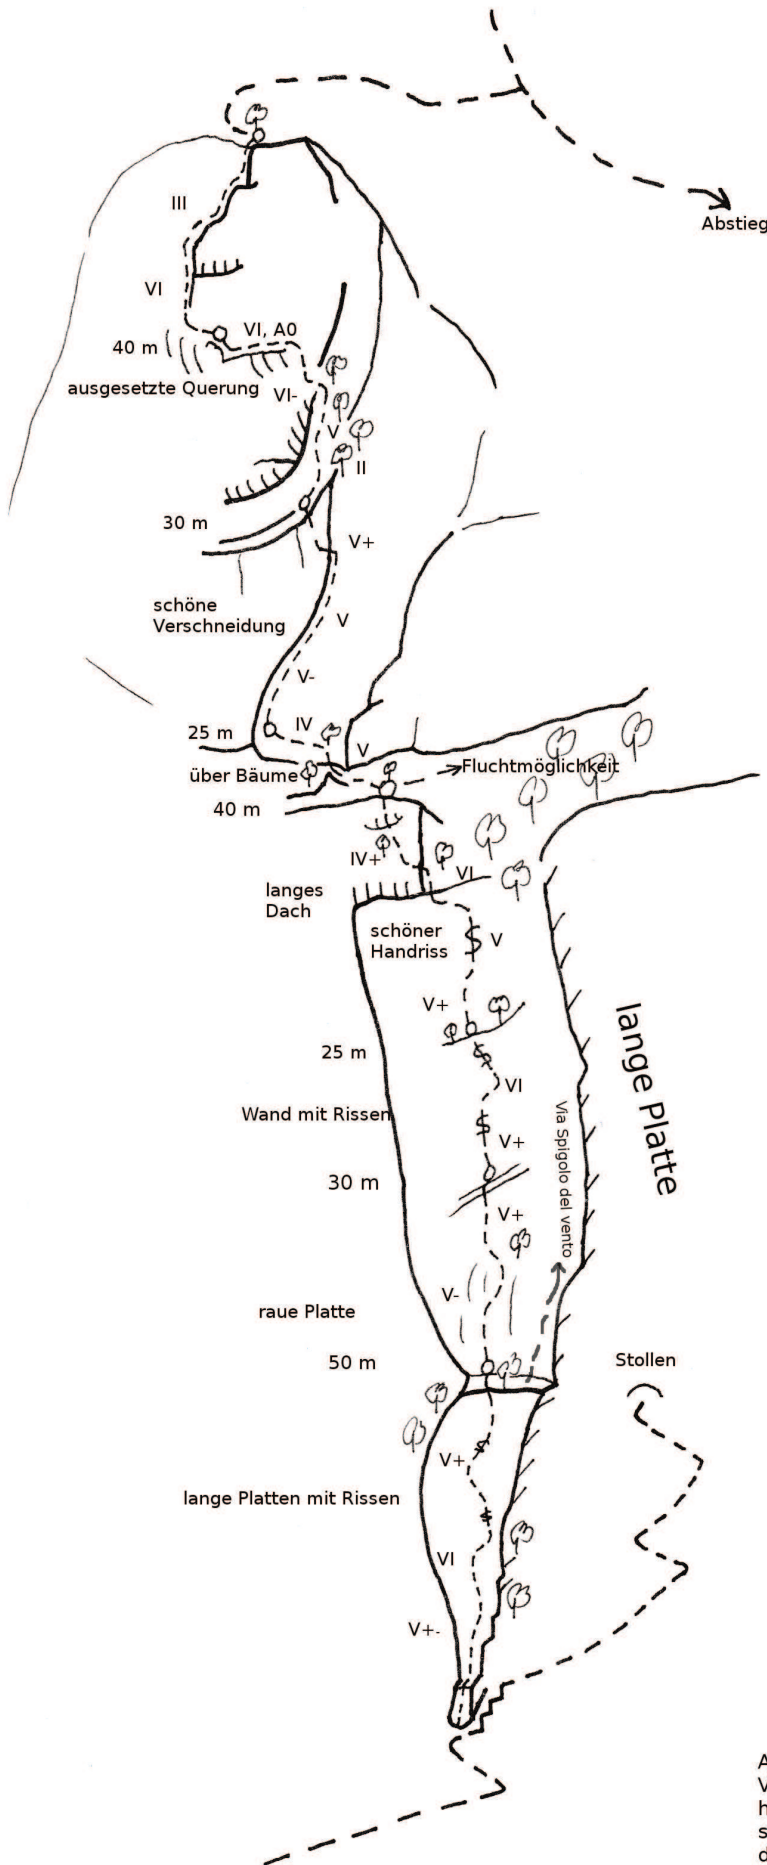 Abstieg
III
VI
VI, A0
40 m
ausgesetzte Querung
VI-
V
II
30 m
V+
schöne
Verschneidung
V
V-
25 m
IV
V
über Bäume
Fluchtmöglichkeit
40 m
IV+
VI
langes
Dach
schöner
Handriss
V
V+
lange Platte
25 m
VI
Wand mit Rissen
V+
Via Spigolo del vento
30 m
V+
V-
raue Platte
50 m
Stollen
V+
lange Platten mit Rissen
VI
V+-
A
V
h
s
d